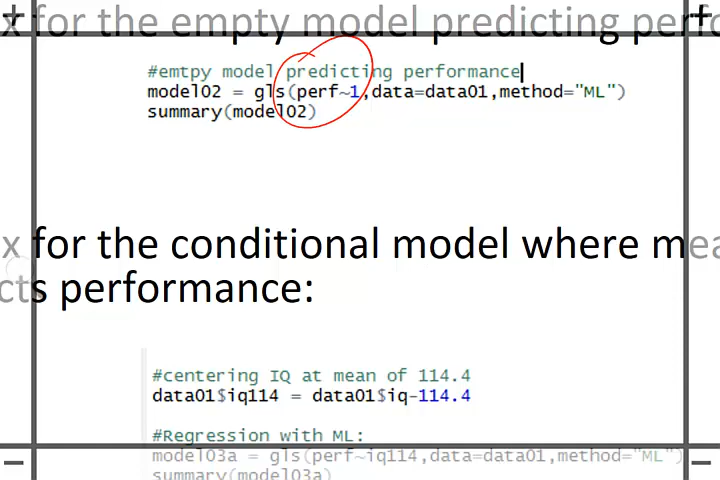 x for the empty model predicting perfo
#emtpy model predicting performance
model02 = gls(perf~1,data=data01,method="ML")
summary(model02)
x for the conditional model where mea
cts performance:
#centering IQ at mean of 114.4
data01$iq114 = data01$iq-114.4
#Regression with ML:
model03a = gls(perf~iq114,data=data01,method="ML")
summary(model03a)